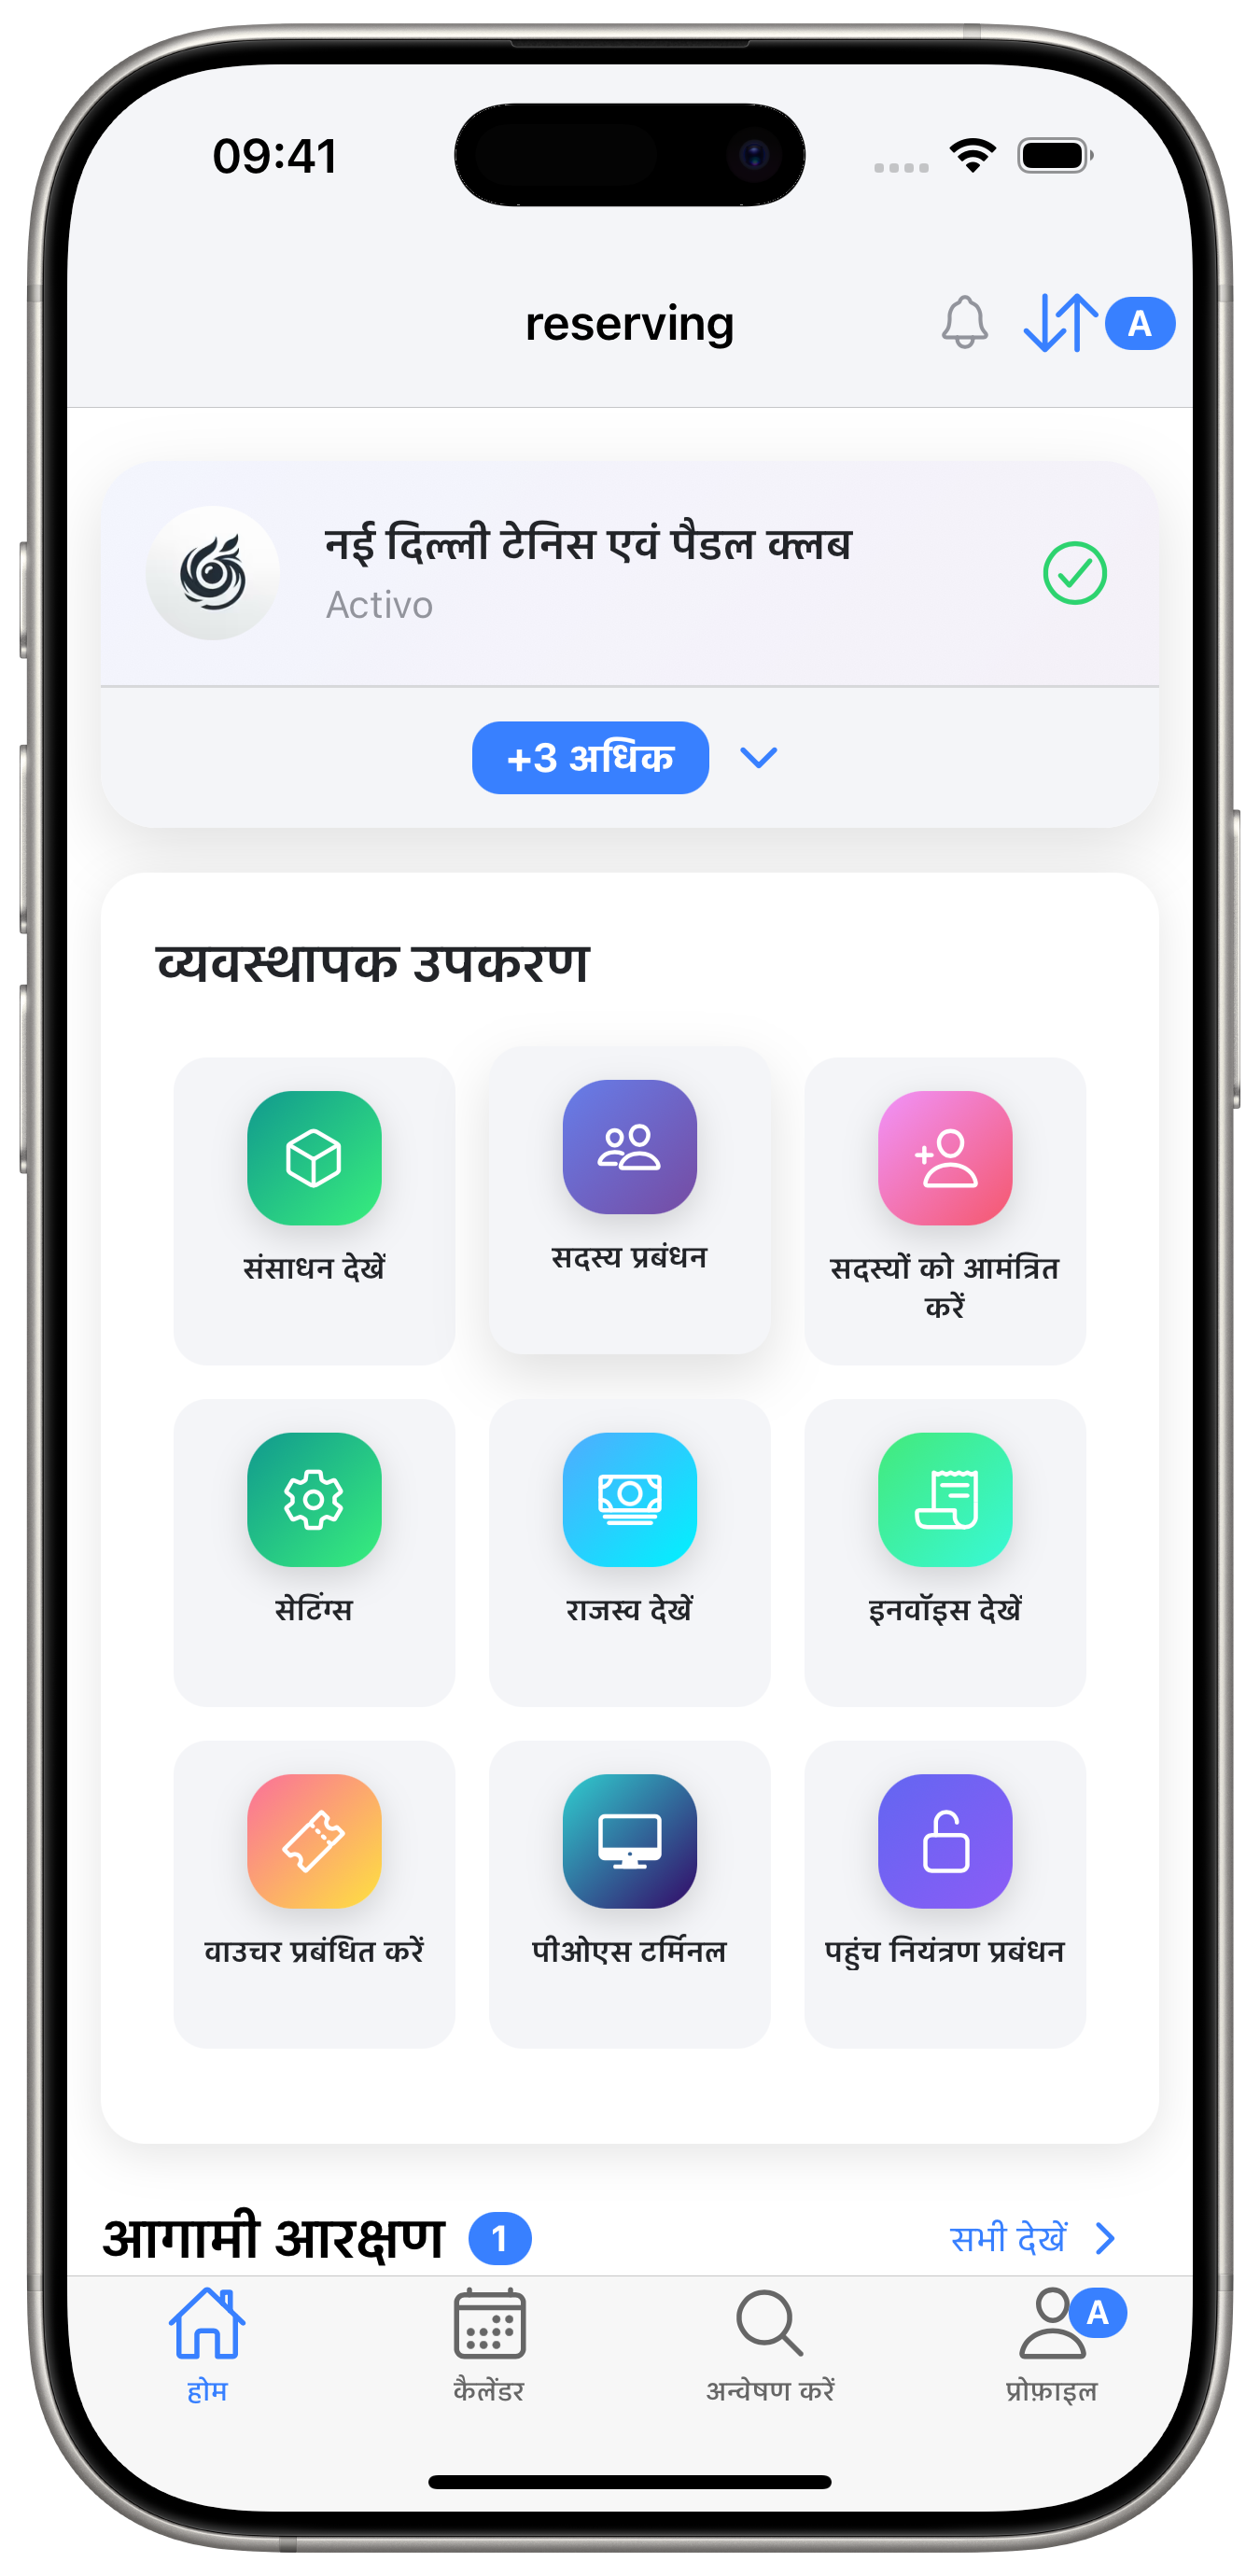 09:41
reserving
A
नई दिल्ली टेनिस एवं पैडल क्लब
Activo
+3 अधिक
व्यवस्थापक उपकरण
संसाधन देखें
सदस्य प्रबंधन
सदस्यों को आमंत्रित
करें
सेटिंग्स
राजस्व देखें
इनवॉइस देखें
वाउचर प्रबंधित करें
पीओएस टर्मिनल
पहुंच नियंत्रण प्रबंधन
आगामी आरक्षण 1
सभी देखें
A
होम
कैलेंडर
अन्वेषण करें
प्रोफ़ाइल